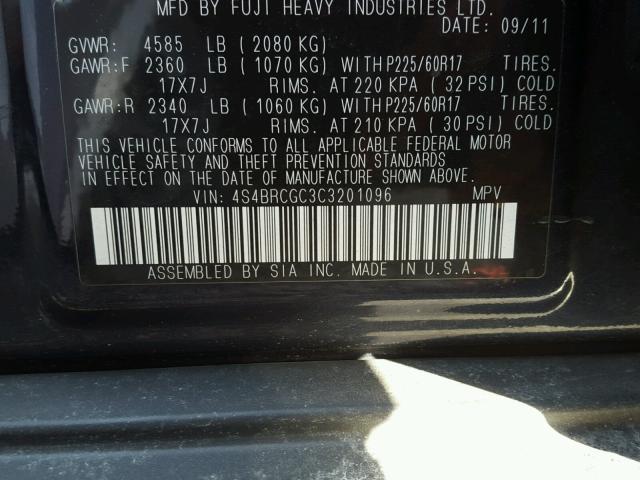 MFD BY FUJI HEAVY INDUSTRIES LTD.
DATE: 09/11
GVWR: 4585 LB (2080 KG)
GAWR:F 2360 LB (1070 KG) WITH P225/60R17 TIRES.
17X7J RIMS. AT 220 KPA (32 PSI) COLD
GAWR:R 2340 LB (1060 KG) WITH P225/60R17 TIRES.
17X7J RIMS. AT 210 KPA (30 PSI) COLD
THIS VEHICLE CONFORMS TO ALL APPLICABLE FEDERAL MOTOR
VEHICLE SAFETY AND THEFT PREVENTION STANDARDS
IN EFFECT ON THE DATE OF MANUFACTURE SHOWN ABOVE.
VIN: 4S4BRCGC3C3201096 MPV
ASSEMBLED BY SIA INC. MADE IN U.S.A.